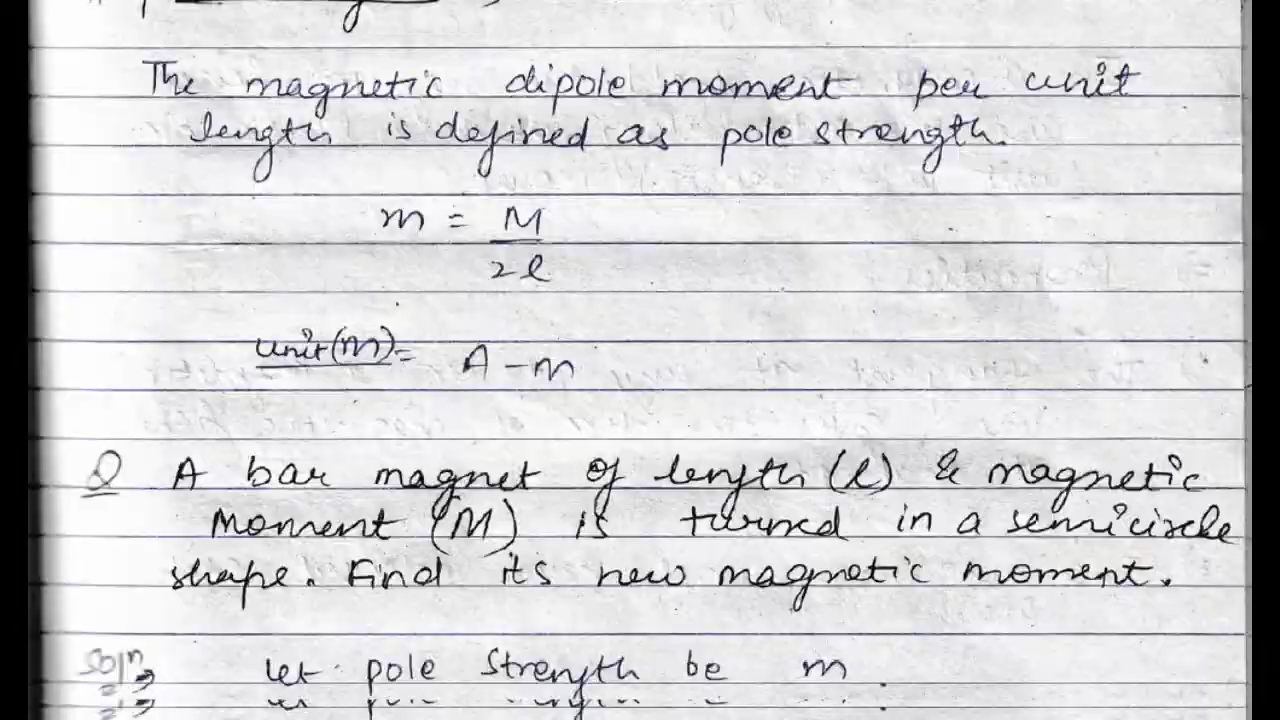 The magnetic dipole moment per unit
length is defined as pole strength.
m = M
2l
unit(m) = A-m
Q A bar magnet of length (l) & magnetic
moment (M) is turned in a semicircle
shape. Find its new magnetic moment.
Soln let pole strength be m.